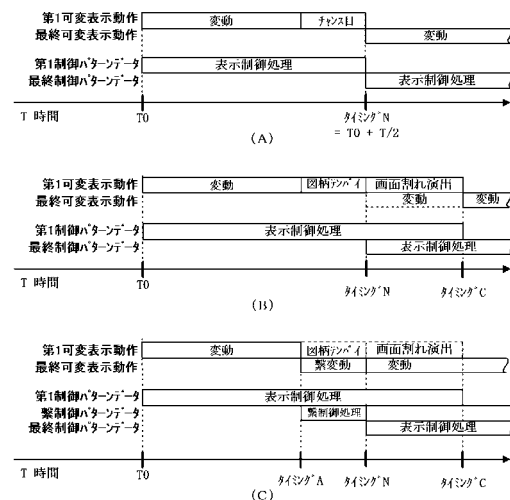 第1可変表示動作 変動 チャンス目
最終可変表示動作 変動
第1制御パターンデータ 表示制御処理
最終制御パターンデータ 表示制御処理
T 時間 T0 タイミングN
= T0 + T/2
(A)
第1可変表示動作 変動 図柄テンパイ 画面割れ演出
最終可変表示動作 変動 変動
第1制御パターンデータ 表示制御処理
最終制御パターンデータ 表示制御処理
T 時間 T0 タイミングN タイミングC
(B)
第1可変表示動作 変動 図柄テンパイ 画面割れ演出
最終可変表示動作 繋変動 変動
第1制御パターンデータ 表示制御処理
繋制御パターンデータ 繋制御処理
最終制御パターンデータ 表示制御処理
T 時間 T0 タイミングA タイミングN タイミングC
(C)